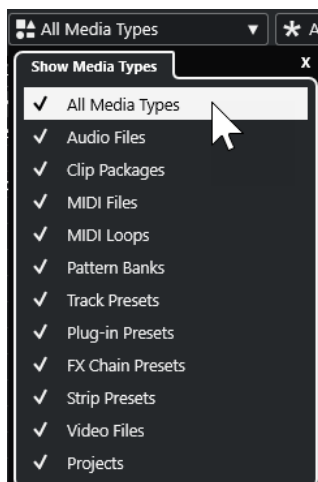 All Media Types
A
Show Media Types X
All Media Types
Audio Files
Clip Packages
MIDI Files
MIDI Loops
Pattern Banks
Track Presets
Plug-in Presets
FX Chain Presets
Strip Presets
Video Files
Projects